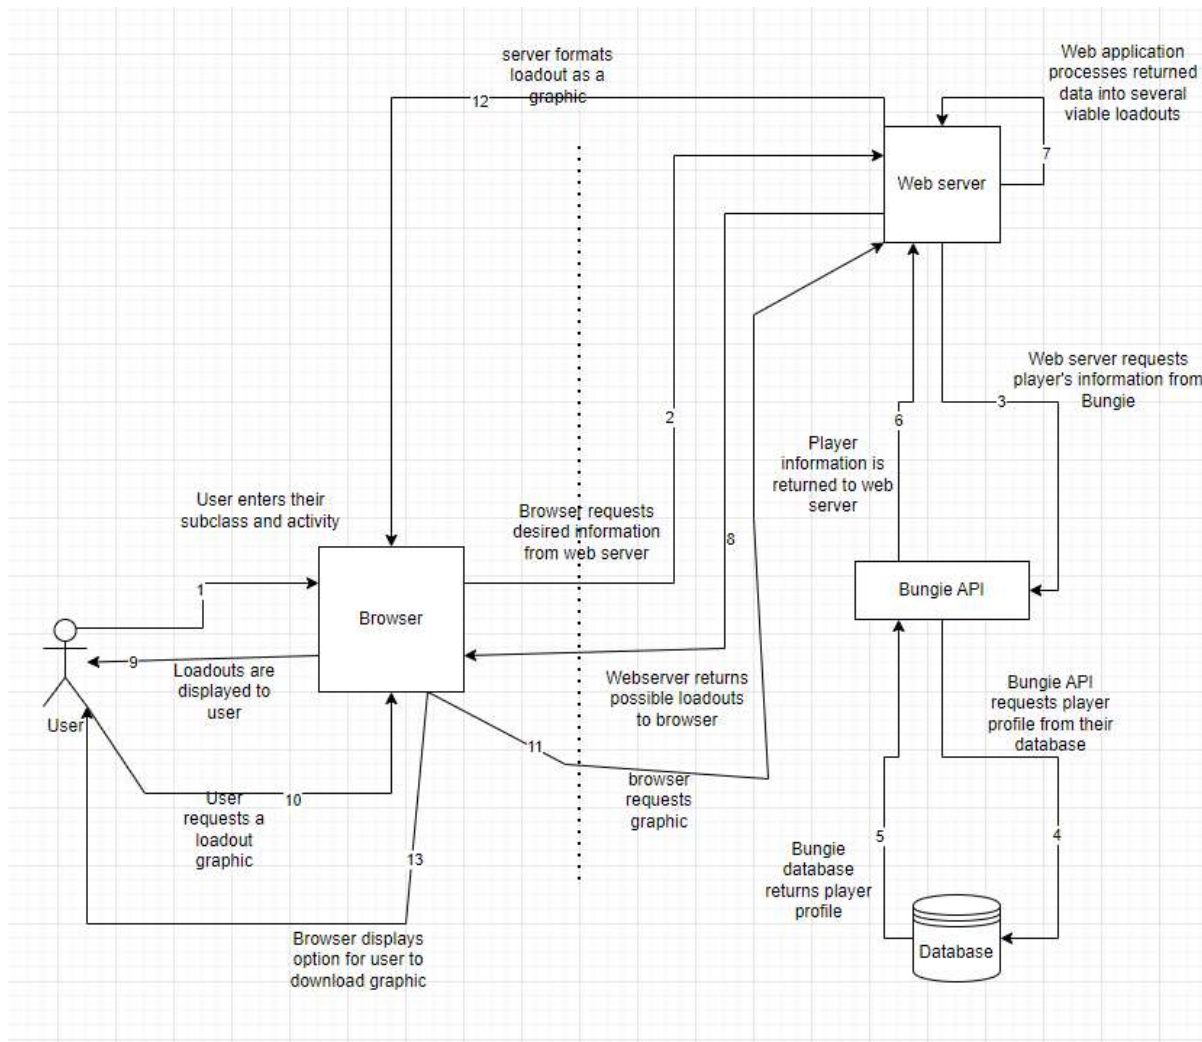 server formats
loadout as a
graphic
12
Web application
processes returned
data into several
viable loadouts
7
Web server
2
Web server requests
player's information from
Bungie
3
6
Player
information is
returned to web
server
User enters their
subclass and activity
Browser requests
desired information
from web server
8
1
Browser
Bungie API
9
Loadouts are
displayed to
user
User
Webserver returns
possible loadouts
to browser
Bungie API
requests player
profile from their
database
11
browser
requests
graphic
10
User
requests a
loadout
graphic
13
5
4
Bungie
database
returns player
profile
Database
Browser displays
option for user to
download graphic